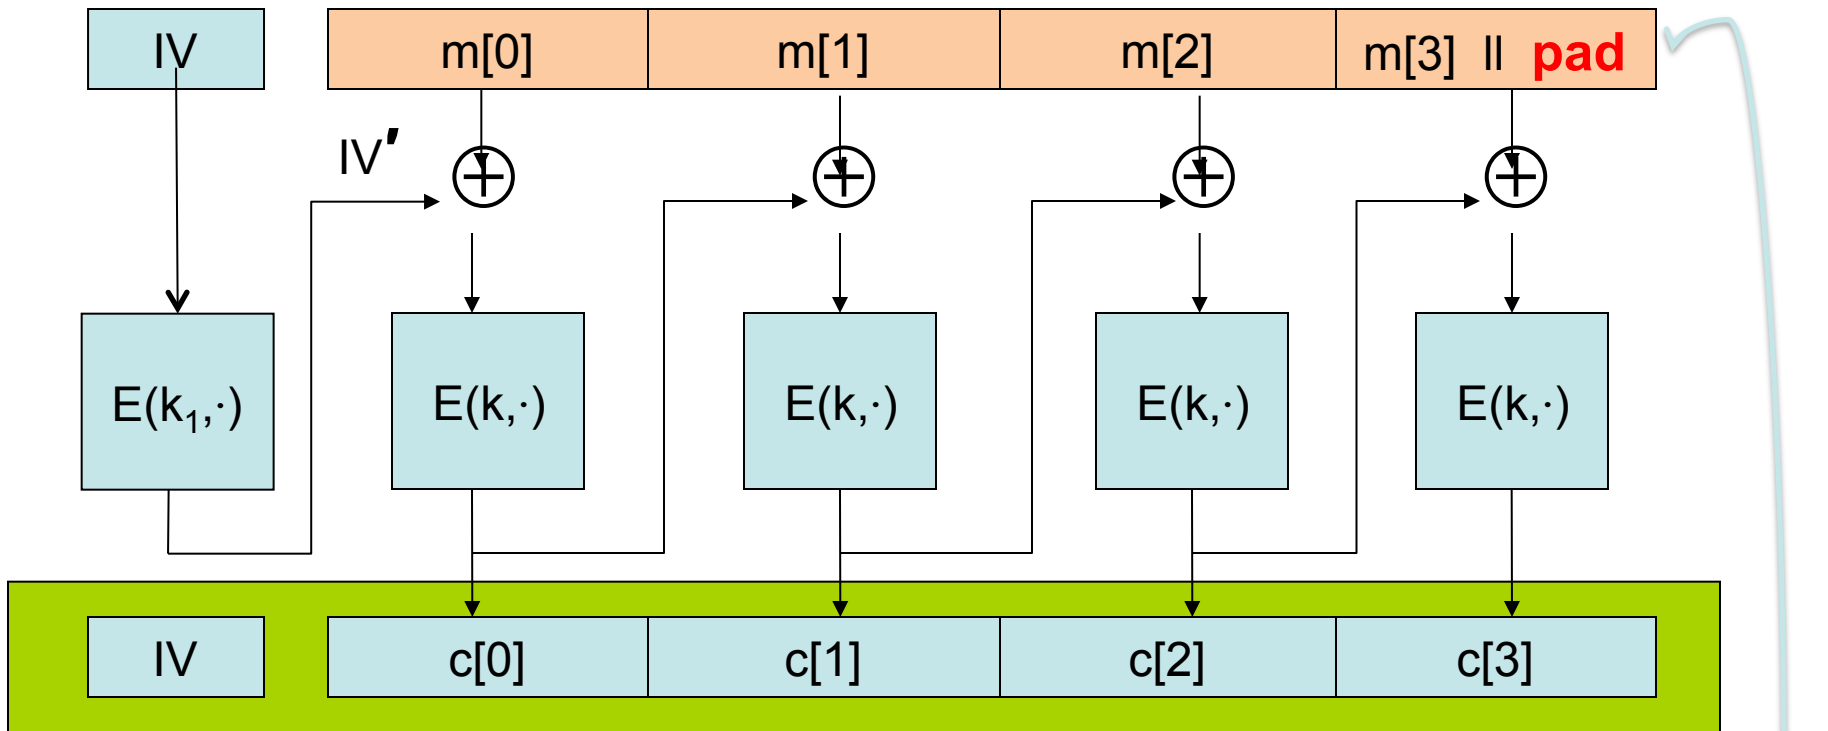 IV m[0] m[1] m[2] m[3] ll pad
IV'
E(k₁,·) E(k,·) E(k,·) E(k,·) E(k,·)
IV c[0] c[1] c[2] c[3]